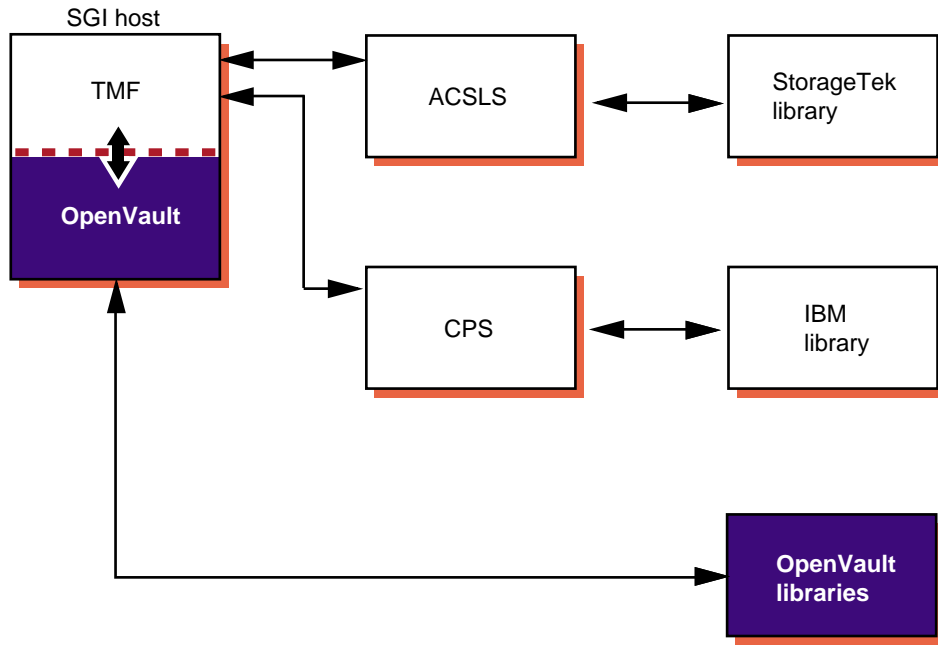 SGI host
TMF
OpenVault
ACSLS
StorageTek
library
CPS
IBM
library
OpenVault
libraries